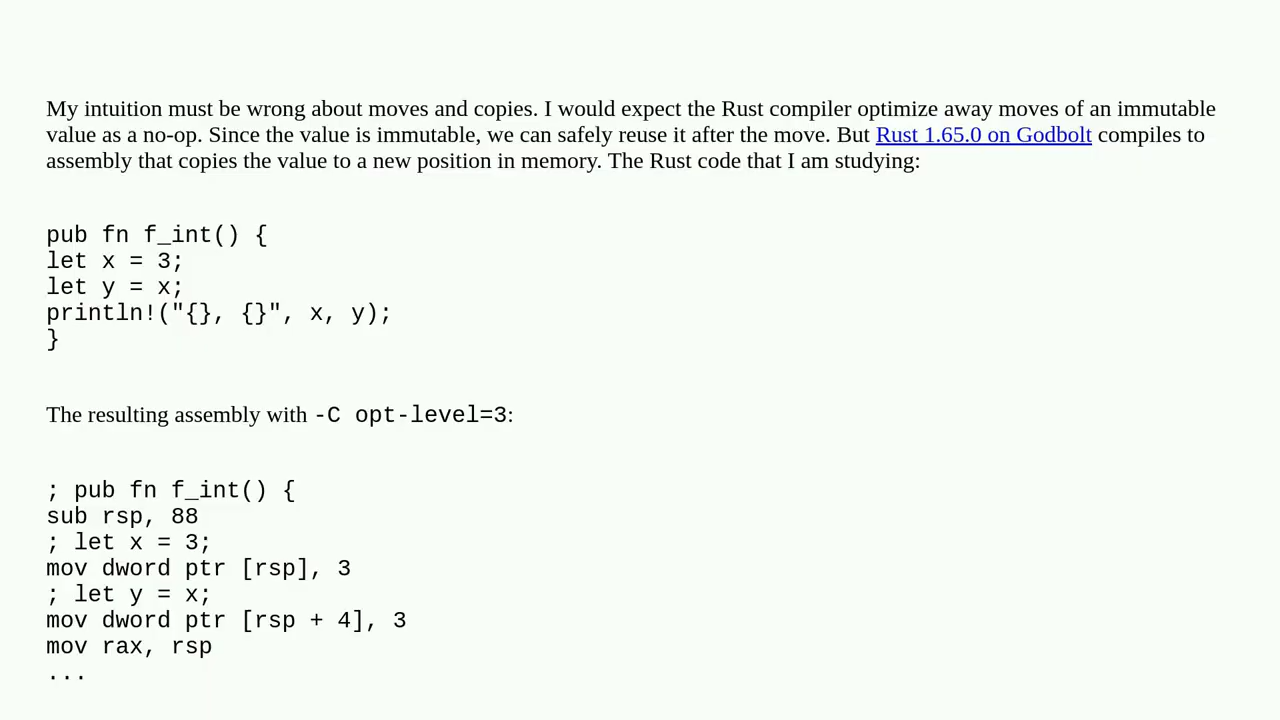 My intuition must be wrong about moves and copies. I would expect the Rust compiler optimize away moves of an immutable
value as a no-op. Since the value is immutable, we can safely reuse it after the move. But Rust 1.65.0 on Godbolt compiles to
assembly that copies the value to a new position in memory. The Rust code that I am studying:
pub fn f_int() {
let x = 3;
let y = x;
println!("{}, {}", x, y);
}
The resulting assembly with -C opt-level=3:
; pub fn f_int() {
sub rsp, 88
; let x = 3;
mov dword ptr [rsp], 3
; let y = x;
mov dword ptr [rsp + 4], 3
mov rax, rsp
...